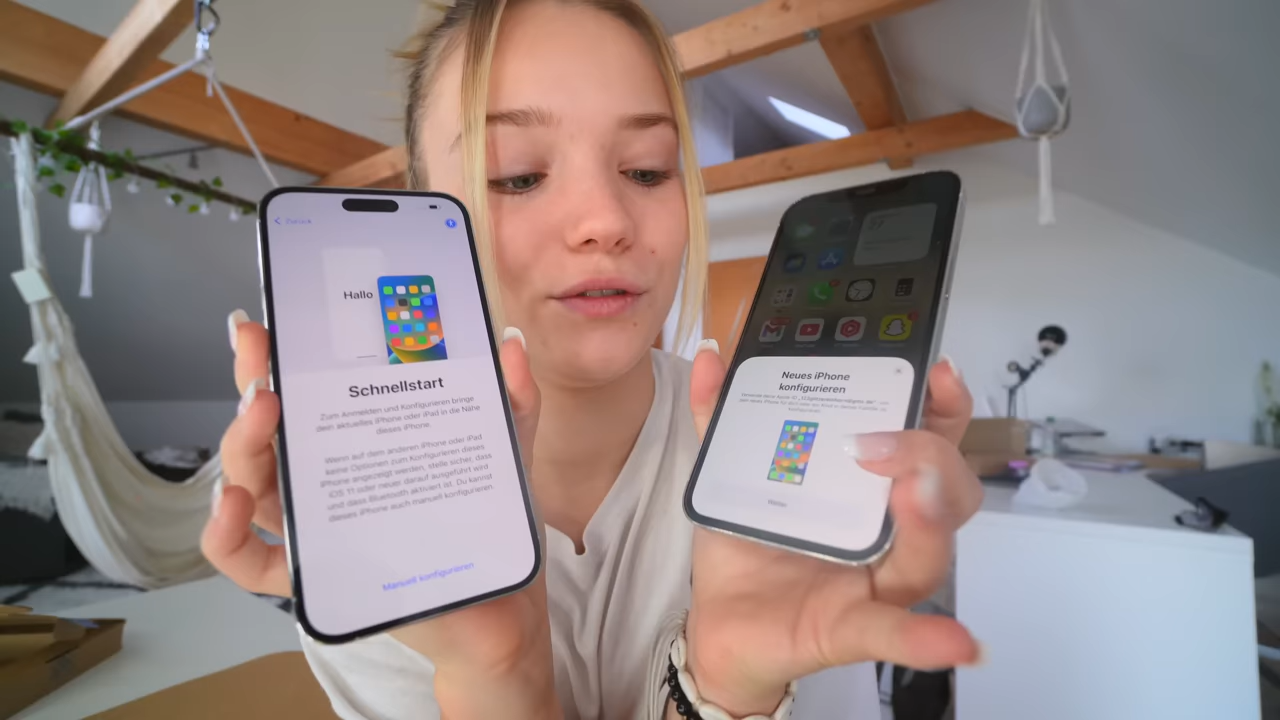 Zurück
Hallo
Schnellstart
Zum Anmelden und Konfigurieren bringe
dein aktuelles iPhone oder iPad in die Nähe
dieses iPhone.
Wenn auf dem anderen iPhone oder iPad
keine Optionen zum Konfigurieren dieses
iPhone angezeigt werden, stelle sicher, dass
iOS 11 oder neuer darauf ausgeführt wird
und dass Bluetooth aktiviert ist. Du kannst
dieses iPhone auch manuell konfigurieren.
Manuell konfigurieren
Neues iPhone
konfigurieren
Weiter